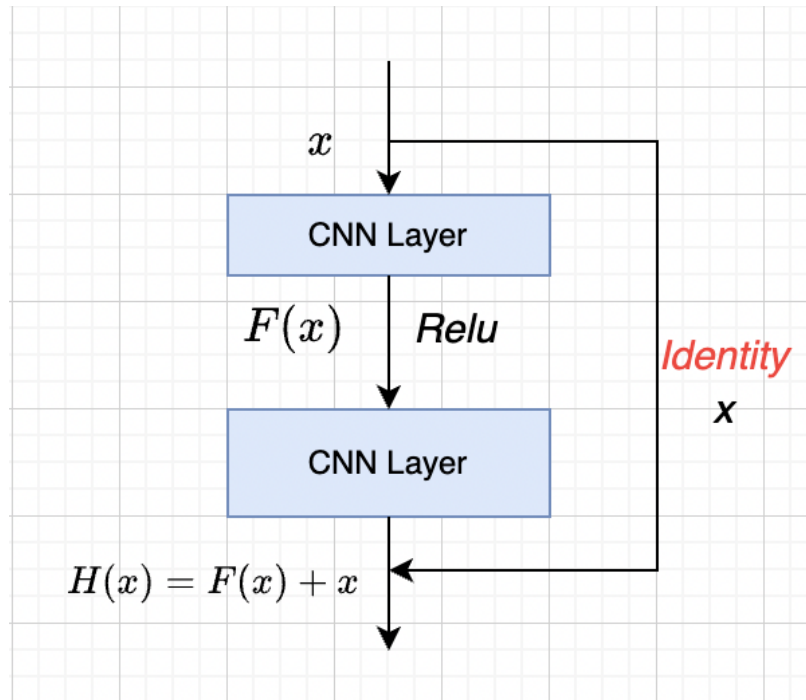 x
CNN Layer
F(x) Relu
Identity
x
CNN Layer
H(x) = F(x) + x